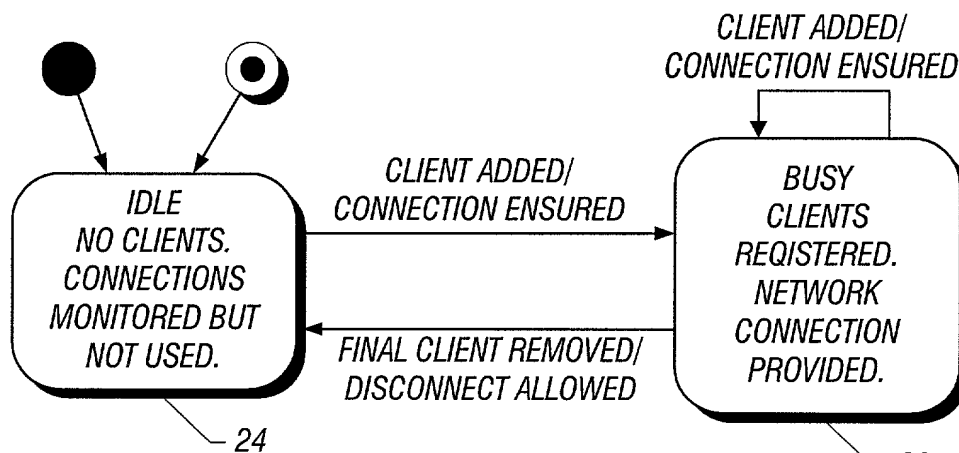 CLIENT ADDED/
CONNECTION ENSURED
IDLE
NO CLIENTS.
CONNECTIONS
MONITORED BUT
NOT USED.
CLIENT ADDED/
CONNECTION ENSURED
FINAL CLIENT REMOVED/
DISCONNECT ALLOWED
BUSY
CLIENTS
REQISTERED.
NETWORK
CONNECTION
PROVIDED.
24